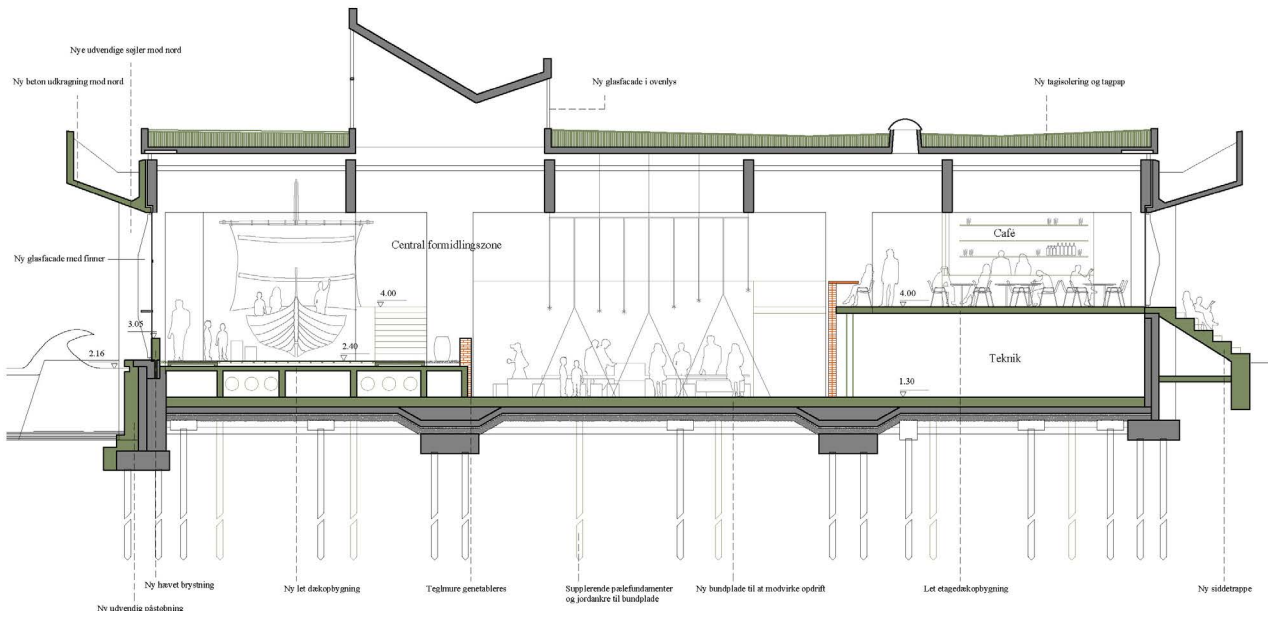 Nye udvendige søjler mod nord
Ny beton udkragning mod nord
Ny glasfacade i ovenlys
Ny tagisolering og tagpap
Central formidlingszone
Café
Ny glasfacade med finner
4.00
4.00
3.05
2.40
2.16
Teknik
1.30
Ny hævet brystning
Ny let dækopbygning
Teglmure genetableres
Supplerende pælefundamenter
og jordankre til bundplade
Ny bundplade til at modvirke opdrift
Let etagedækopbygning
Ny siddetrappe
Ny udvendig påstøbning